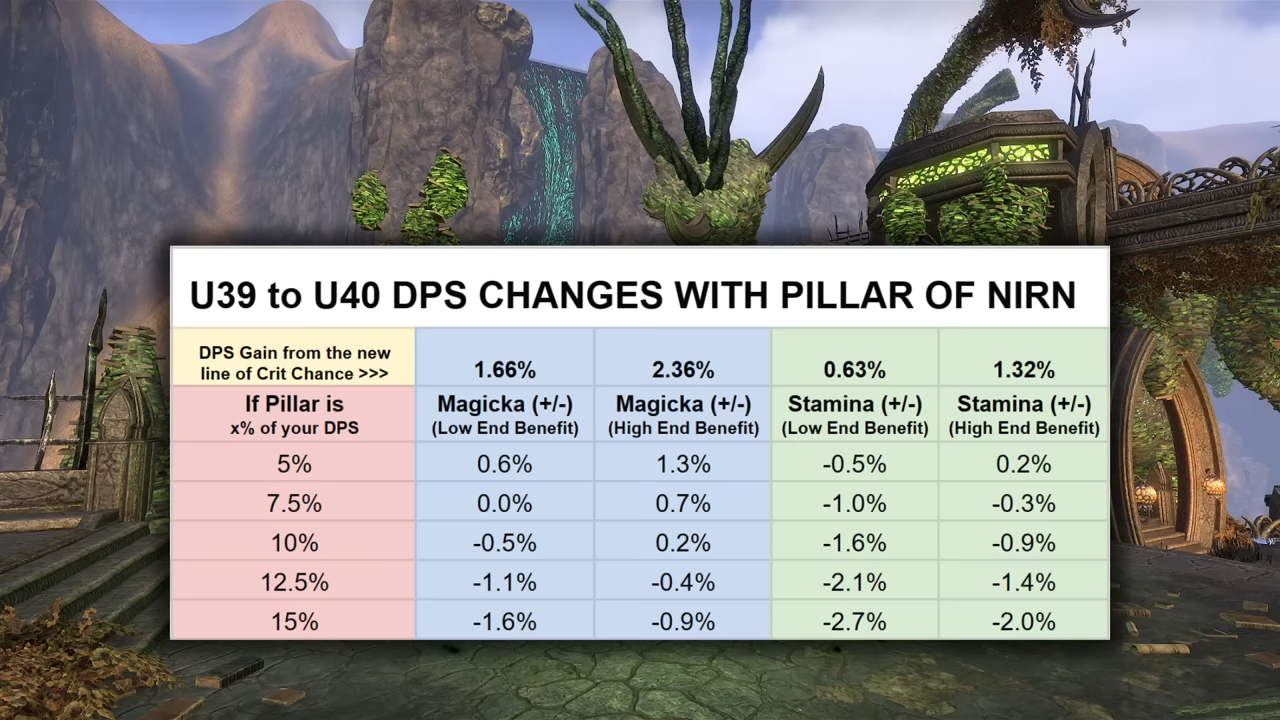 U39 to U40 DPS CHANGES WITH PILLAR OF NIRN
DPS Gain from the new line of Crit Chance >>> 1.66% 2.36% 0.63% 1.32%
If Pillar is Magicka (+/-) Magicka (+/-) Stamina (+/-) Stamina (+/-)
x% of your DPS (Low End Benefit) (High End Benefit) (Low End Benefit) (High End Benefit)
5% 0.6% 1.3% -0.5% 0.2%
7.5% 0.0% 0.7% -1.0% -0.3%
10% -0.5% 0.2% -1.6% -0.9%
12.5% -1.1% -0.4% -2.1% -1.4%
15% -1.6% -0.9% -2.7% -2.0%